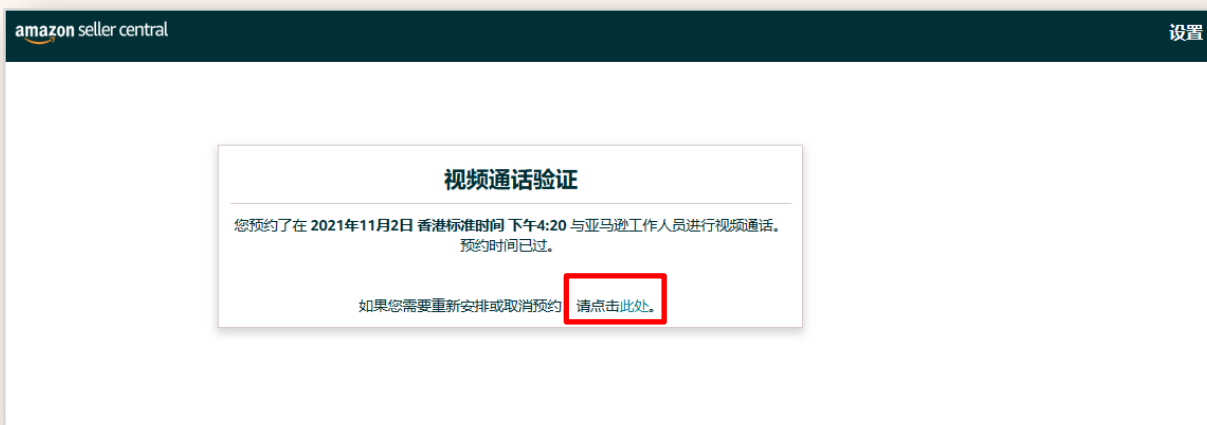 amazon seller central
设置
视频通话验证
您预约了在 2021年11月2日 香港标准时间 下午4:20 与亚马逊工作人员进行视频通话。
预约时间已过。
如果您需要重新安排或取消预约 请点击此处。